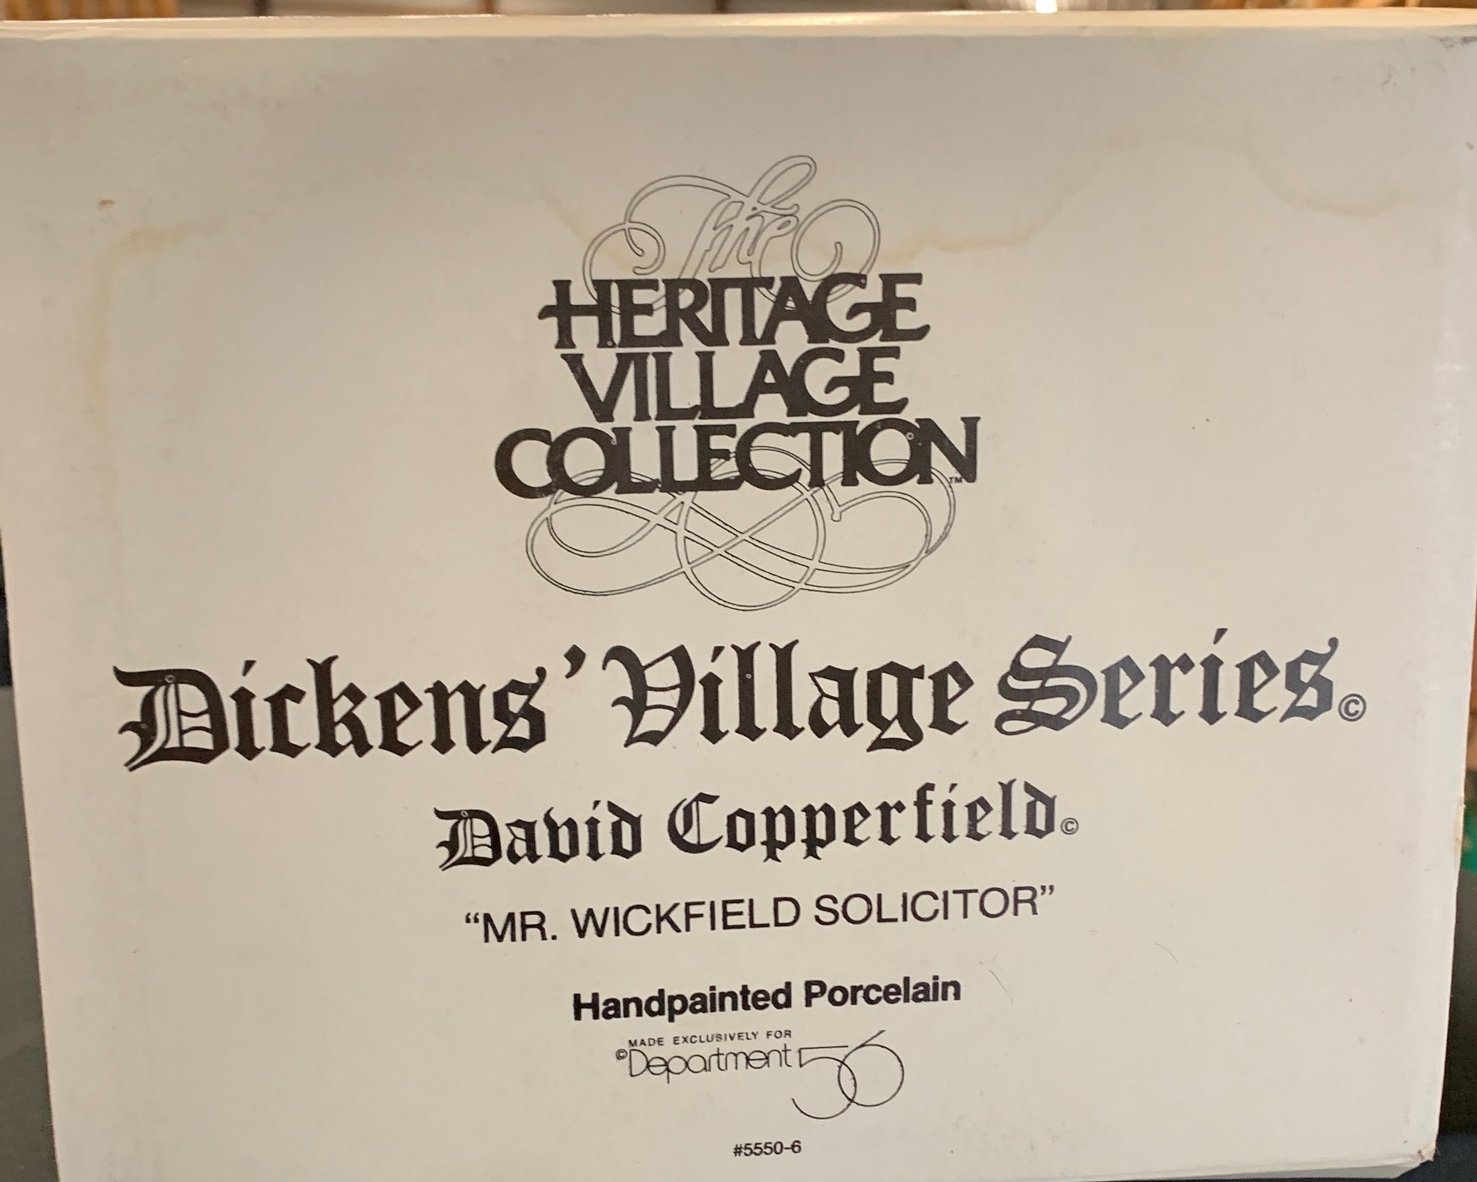 The
HERITAGE
VILLAGE
COLLECTION™
Dickens' Village Series©
David Copperfield©
“MR. WICKFIELD SOLICITOR”
Handpainted Porcelain
MADE EXCLUSIVELY FOR
©Department 56
#5550-6